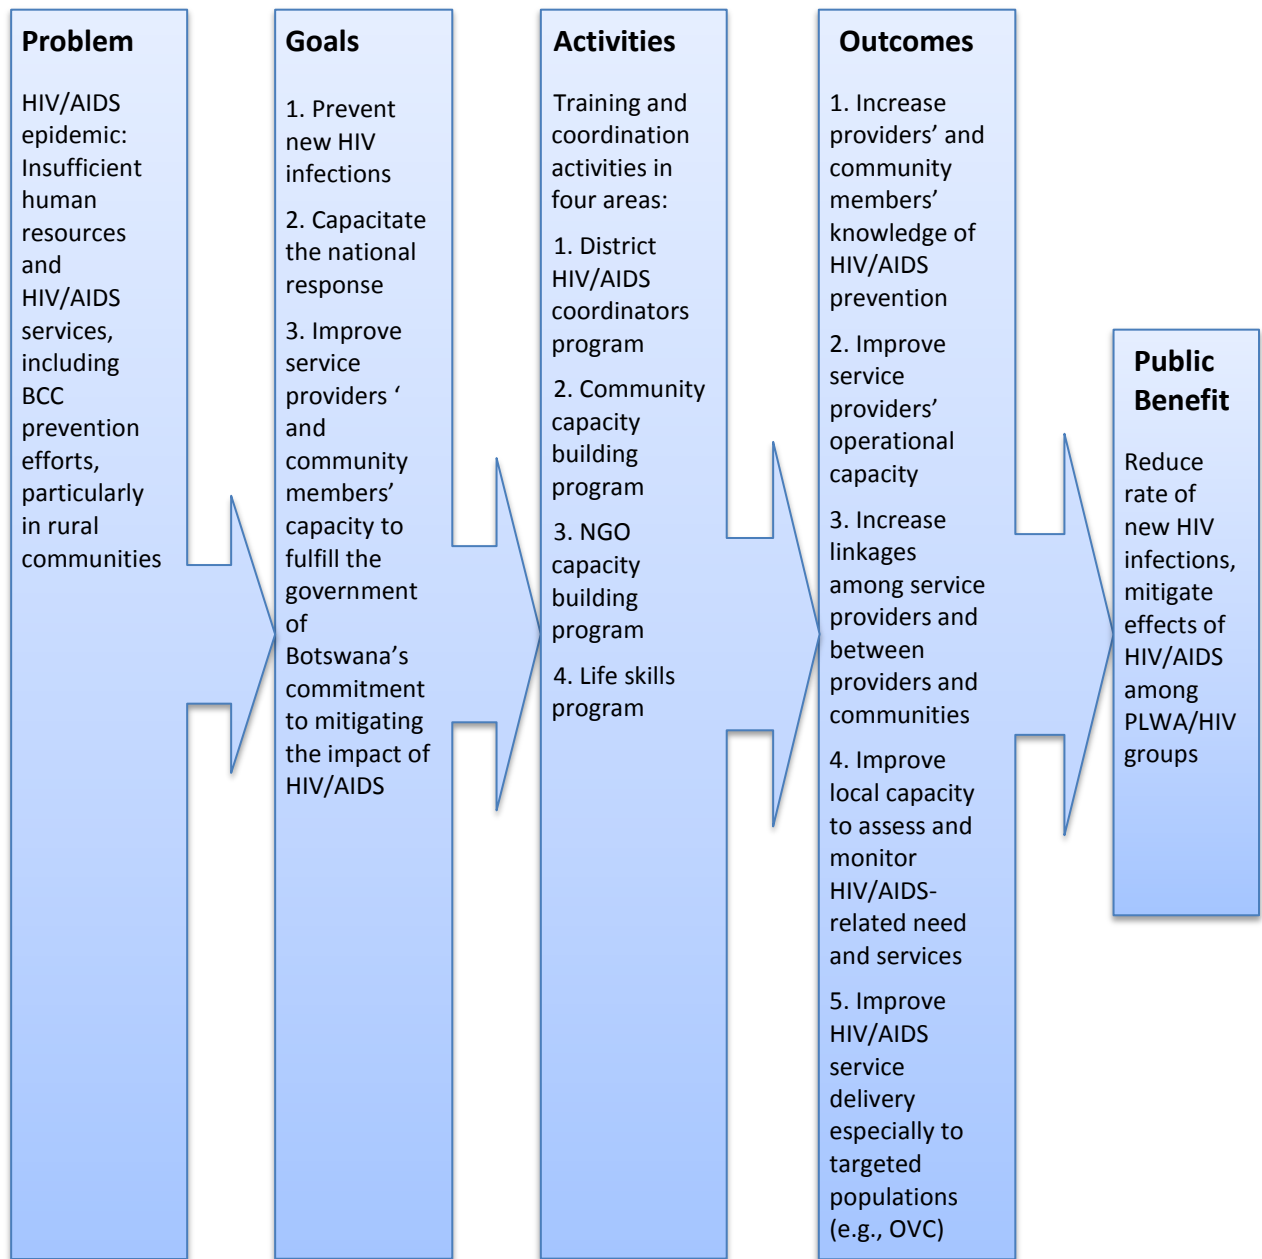 Problem
HIV/AIDS
epidemic:
Insufficient
human
resources
and
HIV/AIDS
services,
including
BCC
prevention
efforts,
particularly
in rural
communities
Goals
1. Prevent
new HIV
infections
2. Capacitate
the national
response
3. Improve
service
providers ‘
and
community
members’
capacity to
fulfill the
government
of
Botswana’s
commitment
to mitigating
the impact of
HIV/AIDS
Activities
Training and
coordination
activities in
four areas:
1. District
HIV/AIDS
coordinators
program
2. Community
capacity
building
program
3. NGO
capacity
building
program
4. Life skills
program
Outcomes
1. Increase
providers’ and
community
members’
knowledge of
HIV/AIDS
prevention
2. Improve
service
providers’
operational
capacity
3. Increase
linkages
among service
providers and
between
providers and
communities
4. Improve
local capacity
to assess and
monitor
HIV/AIDS-
related need
and services
5. Improve
HIV/AIDS
service
delivery
especially to
targeted
populations
(e.g., OVC)
Public
Benefit
Reduce
rate of
new HIV
infections,
mitigate
effects of
HIV/AIDS
among
PLWA/HIV
groups